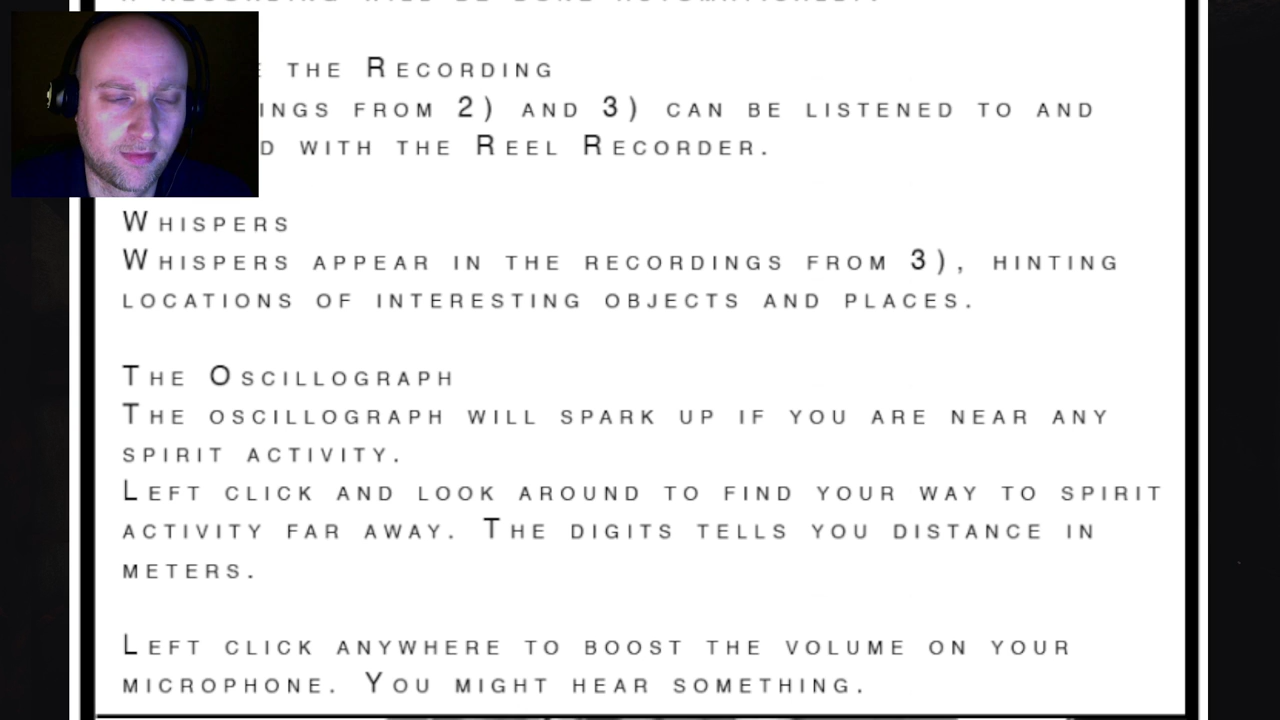 THE RECORDING
INGS FROM 2) AND 3) CAN BE LISTENED TO AND
D WITH THE REEL RECORDER.
WHISPERS
WHISPERS APPEAR IN THE RECORDINGS FROM 3), HINTING
LOCATIONS OF INTERESTING OBJECTS AND PLACES.
THE OSCILLOGRAPH
THE OSCILLOGRAPH WILL SPARK UP IF YOU ARE NEAR ANY
SPIRIT ACTIVITY.
LEFT CLICK AND LOOK AROUND TO FIND YOUR WAY TO SPIRIT
ACTIVITY FAR AWAY. THE DIGITS TELLS YOU DISTANCE IN
METERS.
LEFT CLICK ANYWHERE TO BOOST THE VOLUME ON YOUR
MICROPHONE. YOU MIGHT HEAR SOMETHING.